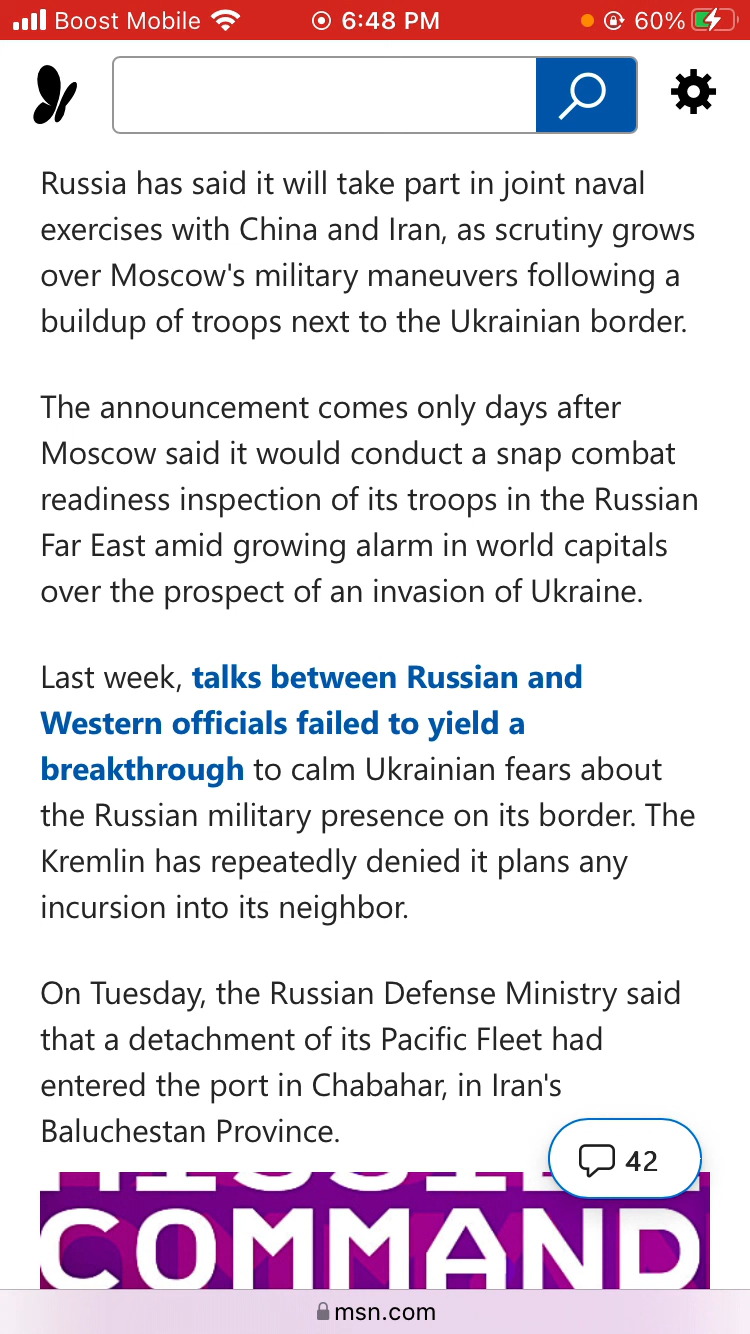 Boost Mobile 6:48 PM 60%
Russia has said it will take part in joint naval
exercises with China and Iran, as scrutiny grows
over Moscow's military maneuvers following a
buildup of troops next to the Ukrainian border.
The announcement comes only days after
Moscow said it would conduct a snap combat
readiness inspection of its troops in the Russian
Far East amid growing alarm in world capitals
over the prospect of an invasion of Ukraine.
Last week, talks between Russian and
Western officials failed to yield a
breakthrough to calm Ukrainian fears about
the Russian military presence on its border. The
Kremlin has repeatedly denied it plans any
incursion into its neighbor.
On Tuesday, the Russian Defense Ministry said
that a detachment of its Pacific Fleet had
entered the port in Chabahar, in Iran's
Baluchestan Province.
42
COMMAND
msn.com